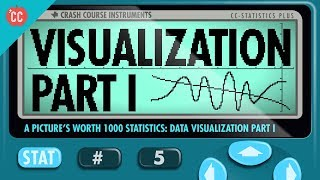 CC
CRASH COURSE INSTRUMENTS
CC-STATISTICS PLUS
VISUALIZATION
PART I
A PICTURE'S WORTH 1000 STATISTICS: DATA VISUALIZATION PART I
STAT
#
5